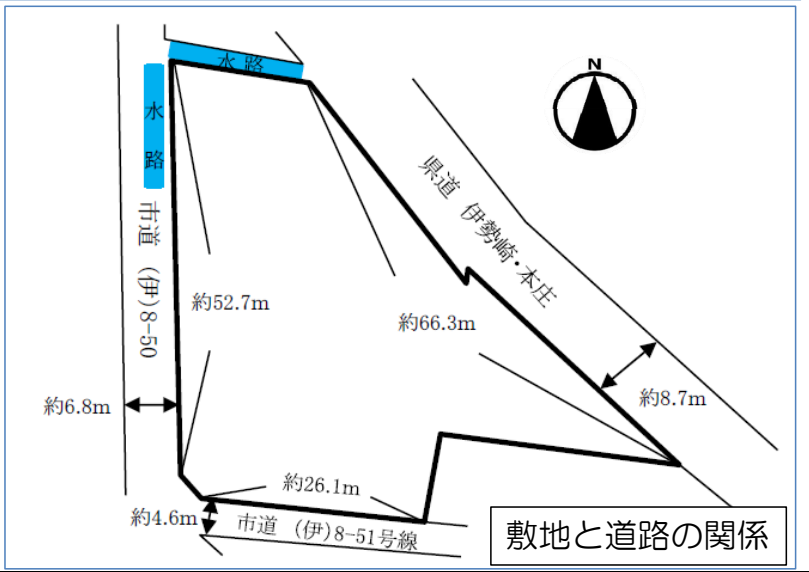 水路
N
水路
県道 伊勢崎・本庄
市道 (伊)8-50
約52.7m
約66.3m
約8.7m
約6.8m
約26.1m
約4.6m
市道 (伊)8-51号線
敷地と道路の関係